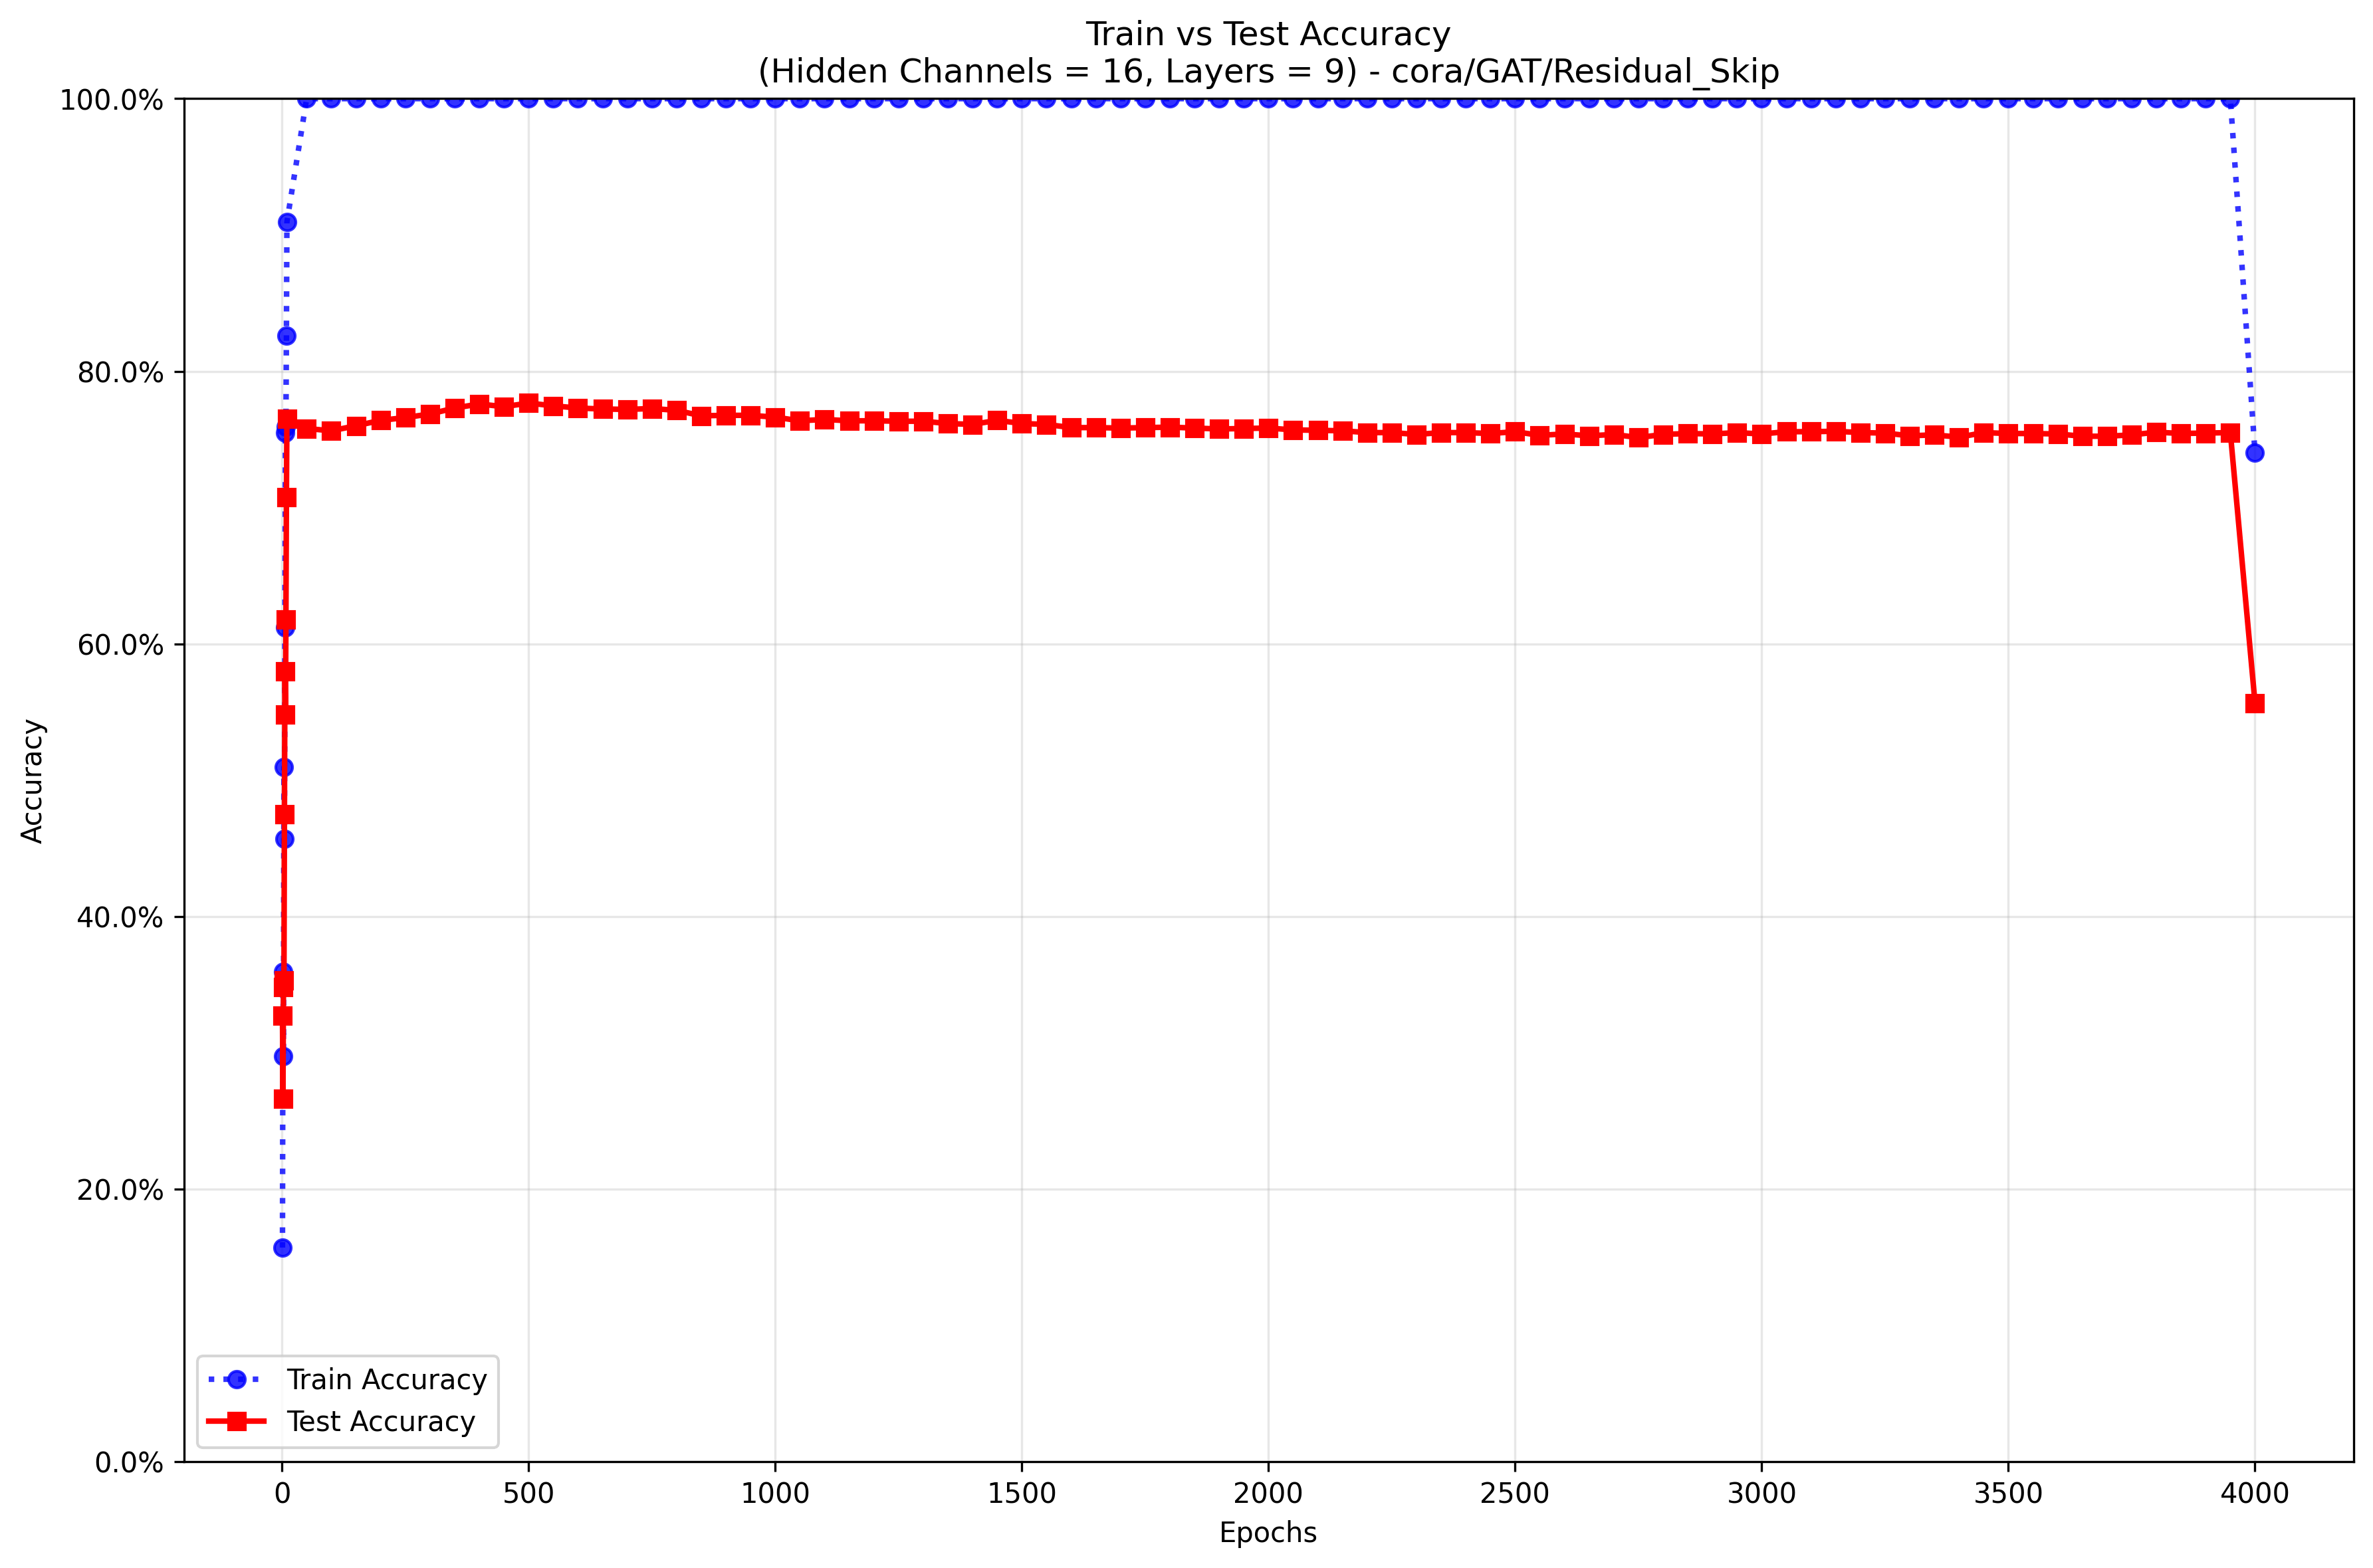 Train vs Test Accuracy
(Hidden Channels = 16, Layers = 9) - cora/GAT/Residual_Skip
100.0%
80.0%
60.0%
40.0%
20.0%
0.0%
Accuracy
Train Accuracy
Test Accuracy
0 500 1000 1500 2000 2500 3000 3500 4000
Epochs